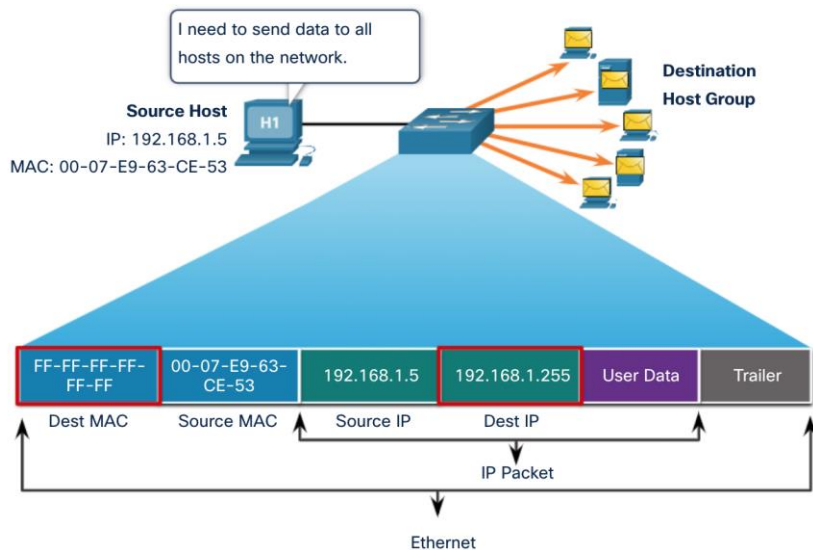 I need to send data to all
hosts on the network.
Source Host
IP: 192.168.1.5
MAC: 00-07-E9-63-CE-53
H1
Destination
Host Group
FF-FF-FF-FF-
FF-FF
00-07-E9-63-
CE-53
192.168.1.5
192.168.1.255
User Data
Trailer
Dest MAC
Source MAC
Source IP
Dest IP
IP Packet
Ethernet